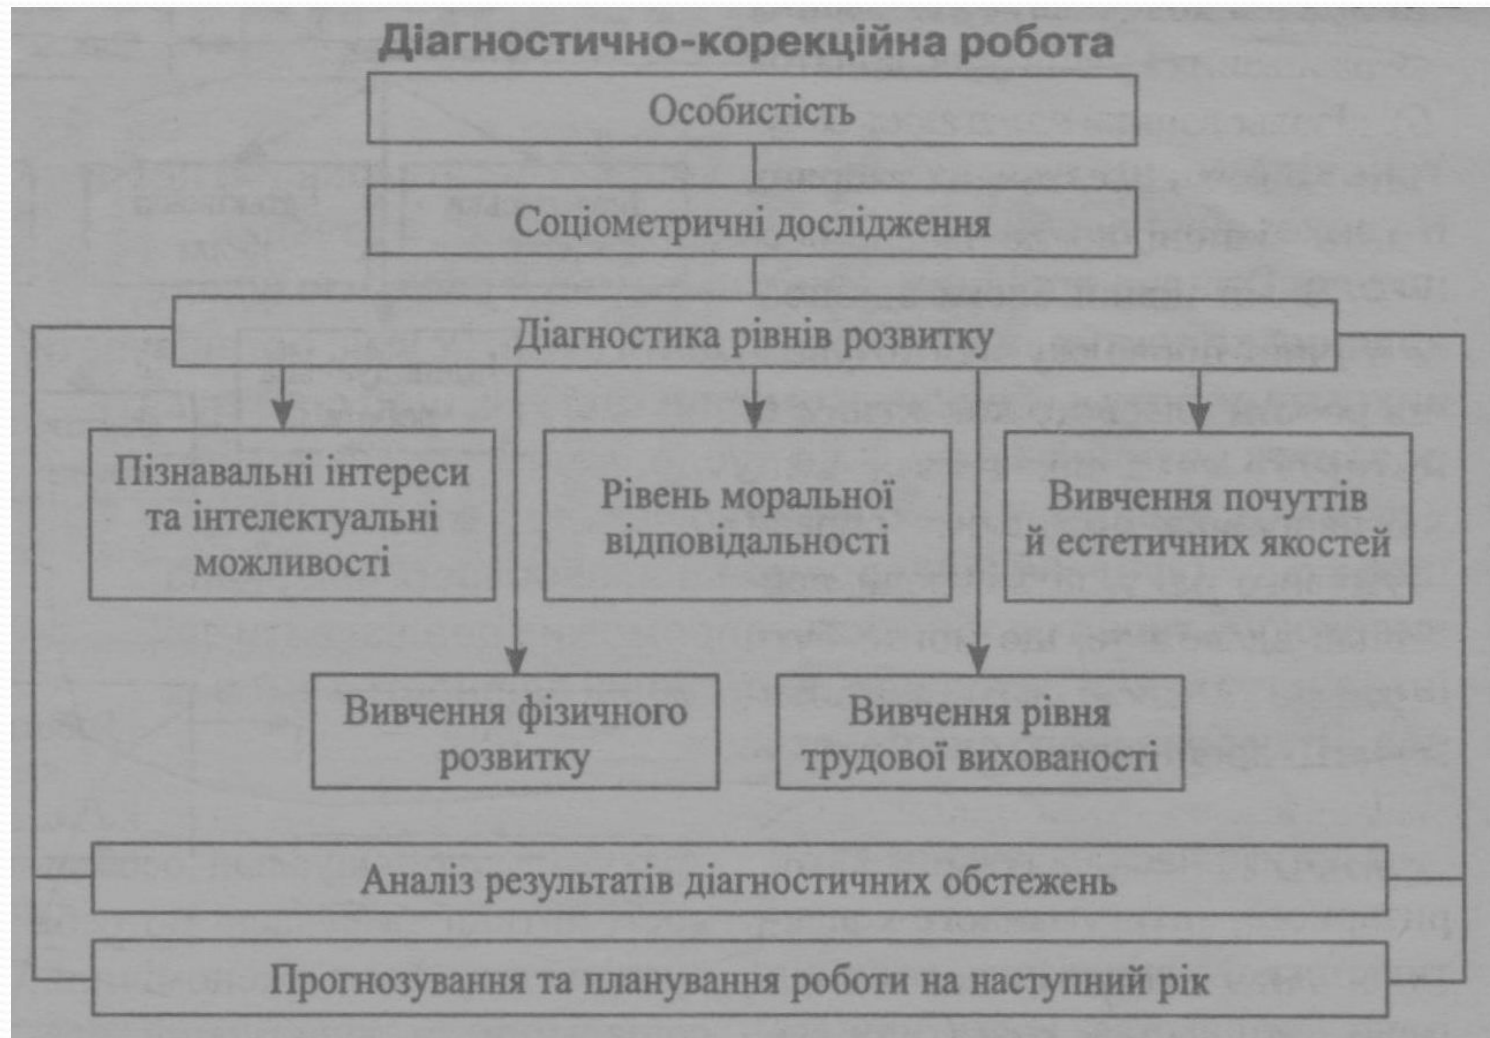 Діагностично-корекційна робота
Особистість
Соціометричні дослідження
Діагностика рівнів розвитку
Пізнавальні інтереси
та інтелектуальні
можливості
Рівень моральної
відповідальності
Вивчення почуттів
й естетичних якостей
Вивчення фізичного
розвитку
Вивчення рівня
трудової вихованості
Аналіз результатів діагностичних обстежень
Прогнозування та планування роботи на наступний рік